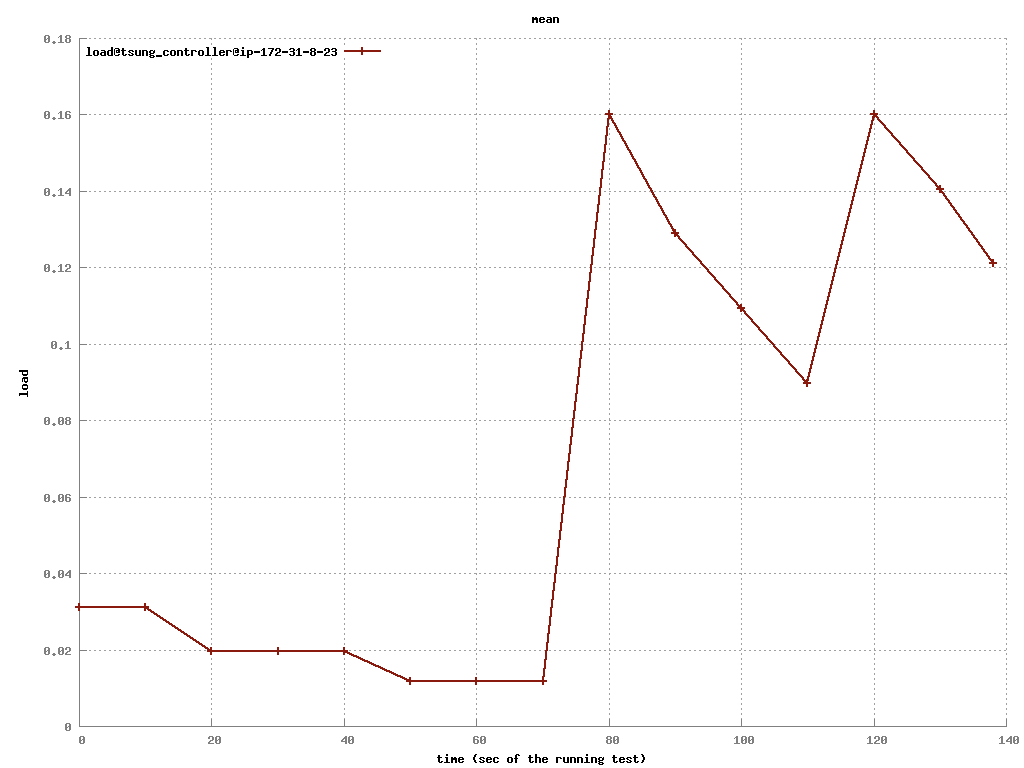 mean
load@tsung_controller@ip-172-31-8-23
0.18
0.16
0.14
0.12
0.1
0.08
0.06
0.04
0.02
0
load
0 20 40 60 80 100 120 140
time (sec of the running test)